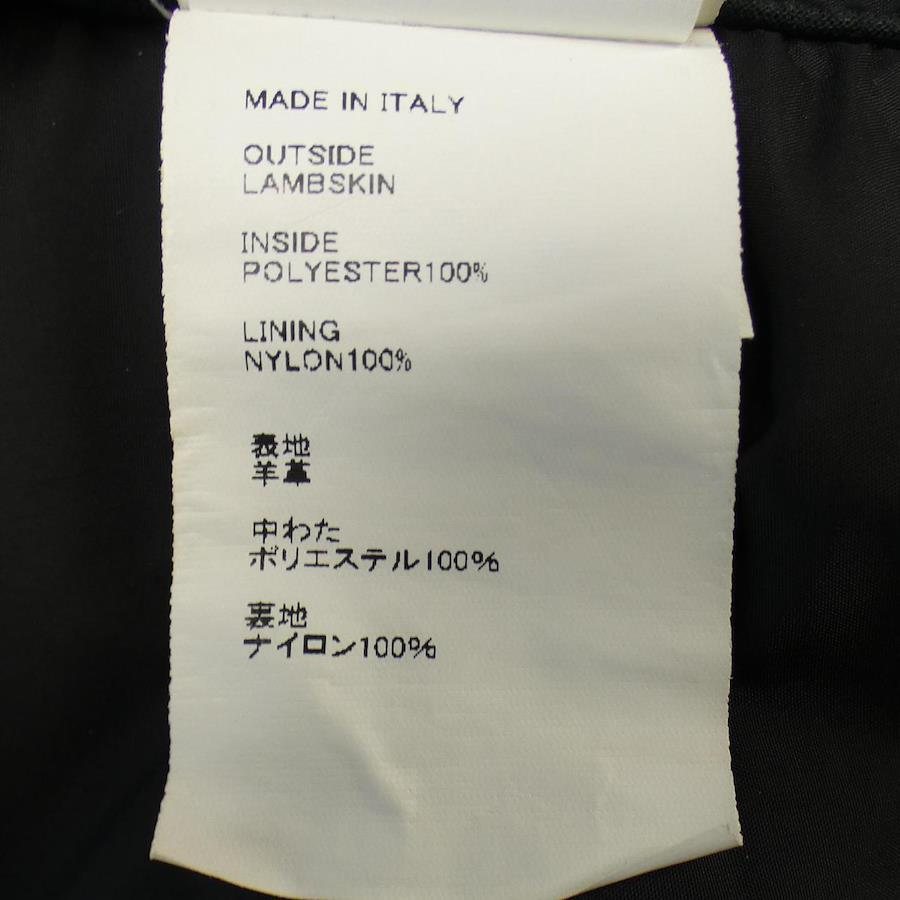 MADE IN ITALY
OUTSIDE
LAMBSKIN
INSIDE
POLYESTER100%
LINING
NYLON100%
表地
羊革
中わた
ポリエステル100%
裏地
ナイロン100%